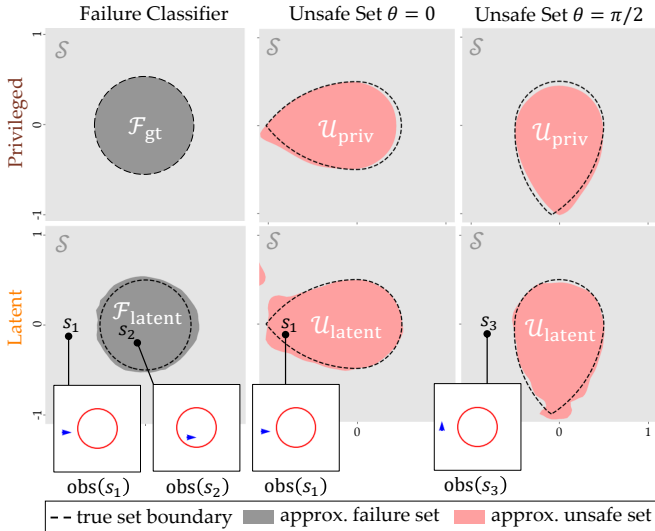 Failure Classifier
Unsafe Set θ = 0
Unsafe Set θ = π/2
Privileged
1
0
-1
𝒮
ℱgt
𝒮
𝒰priv
𝒮
𝒰priv
Latent
1
0
-1
𝒮
ℱlatent
s1
s2
𝒮
𝒰latent
s1
𝒮
𝒰latent
s3
0
0
1
obs(s1)
obs(s2)
obs(s1)
obs(s3)
true set boundary
approx. failure set
approx. unsafe set